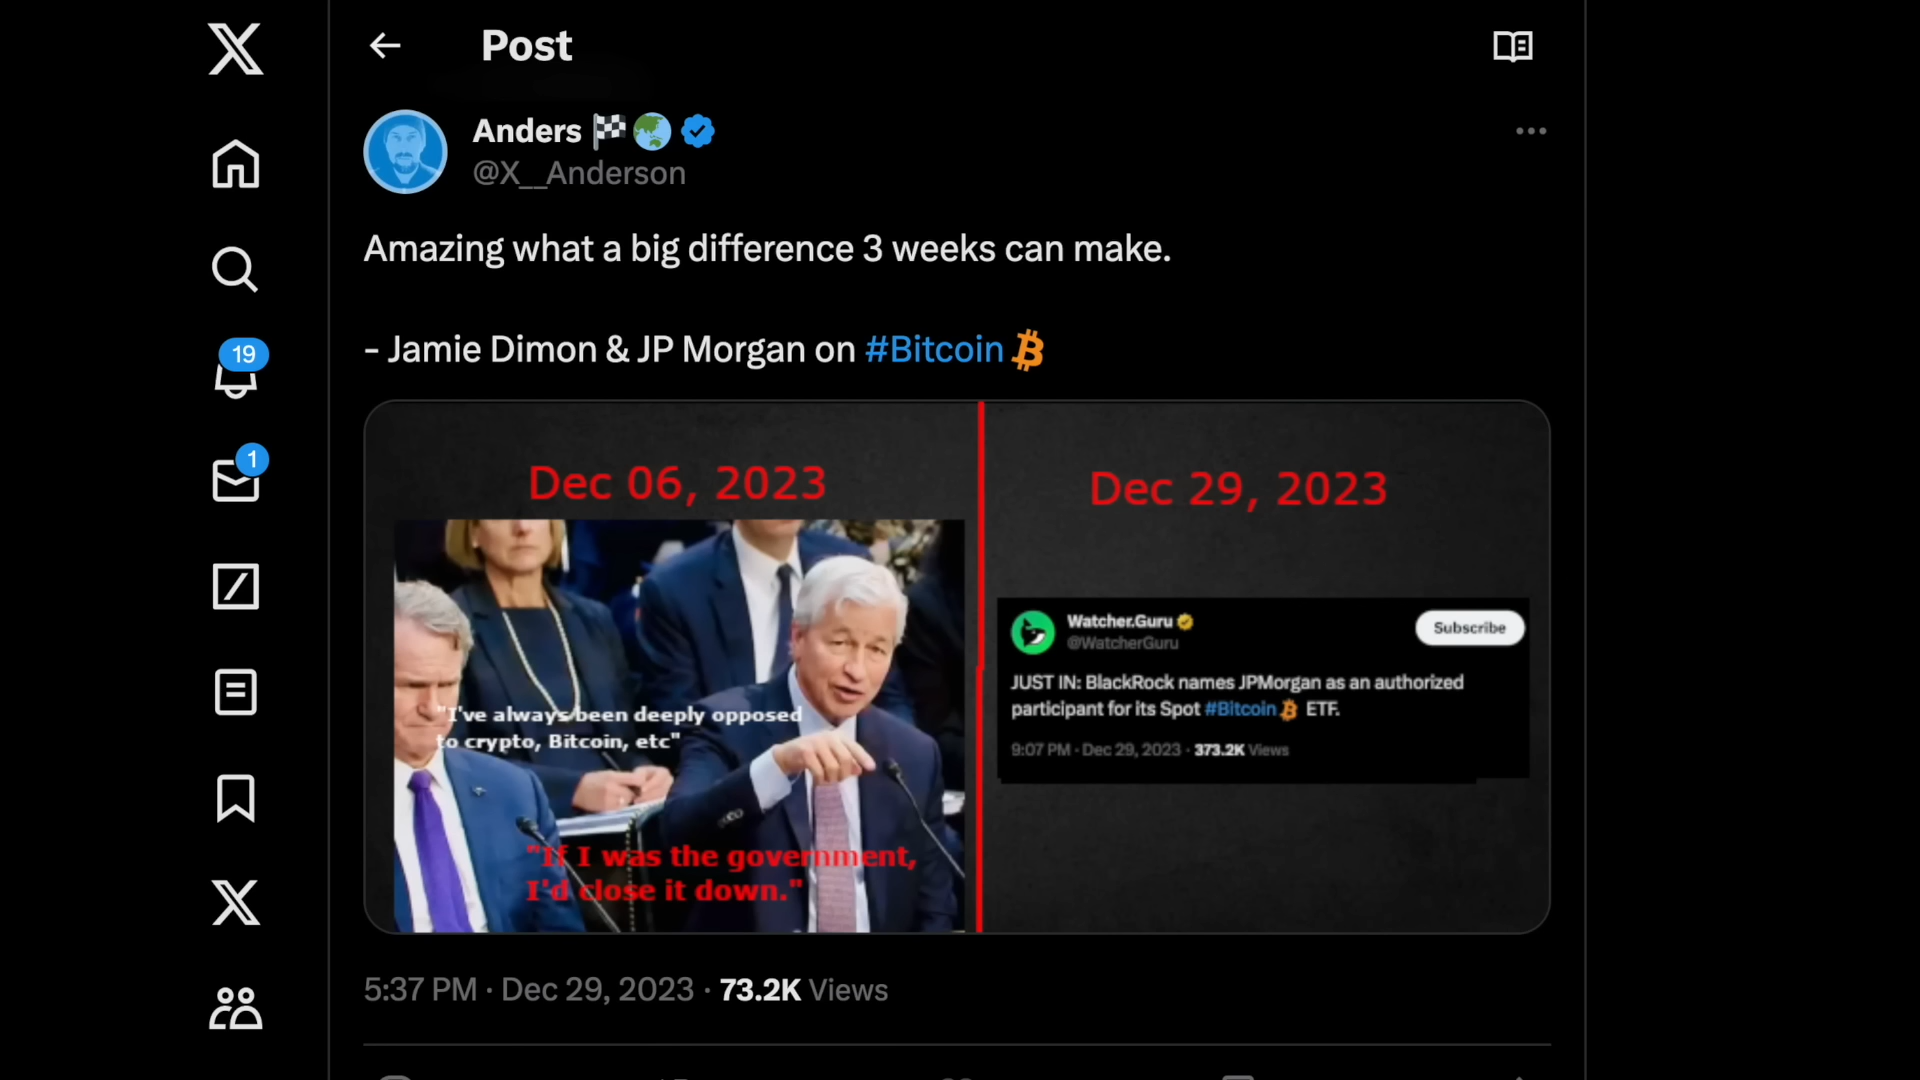 Post
Anders
@X__Anderson
Amazing what a big difference 3 weeks can make.
- Jamie Dimon & JP Morgan on #Bitcoin
19
1
Dec 06, 2023
"I've always been deeply opposed
to crypto, Bitcoin, etc"
"If I was the government,
I'd close it down."
Dec 29, 2023
Watcher.Guru
@WatcherGuru
Subscribe
JUST IN: BlackRock names JPMorgan as an authorized
participant for its Spot #Bitcoin ETF.
9:07 PM · Dec 29, 2023 · 373.2K Views
5:37 PM · Dec 29, 2023 · 73.2K Views